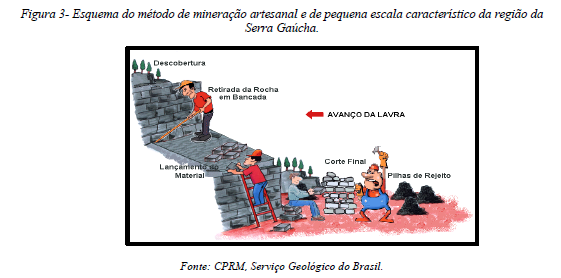 Figura 3- Esquema do método de mineração artesanal e de pequena escala característico da região da
Serra Gaúcha.
Descobertura
Retirada da Rocha
em Bancada
AVANÇO DA LAVRA
Lançamento do
Material
Corte Final
Pilhas de Rejeito
Fonte: CPRM, Serviço Geológico do Brasil.